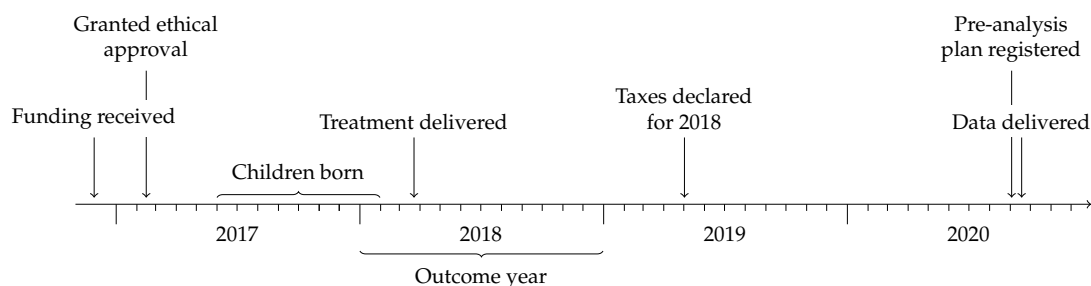 Granted ethical
approval
Pre-analysis
plan registered
Funding received
Treatment delivered
Taxes declared
for 2018
Data delivered
Children born
2017
2018
2019
2020
Outcome year